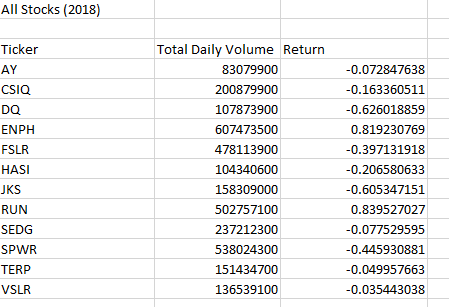 All Stocks (2018)
Ticker Total Daily Volume Return
AY 83079900 -0.072847638
CSIQ 200879900 -0.163360511
DQ 107873900 -0.626018859
ENPH 607473500 0.819230769
FSLR 478113900 -0.397131918
HASI 104340600 -0.206580633
JKS 158309000 -0.605347151
RUN 502757100 0.839527027
SEDG 237212300 -0.077529595
SPWR 538024300 -0.445930881
TERP 151434700 -0.049957663
VSLR 136539100 -0.035443038